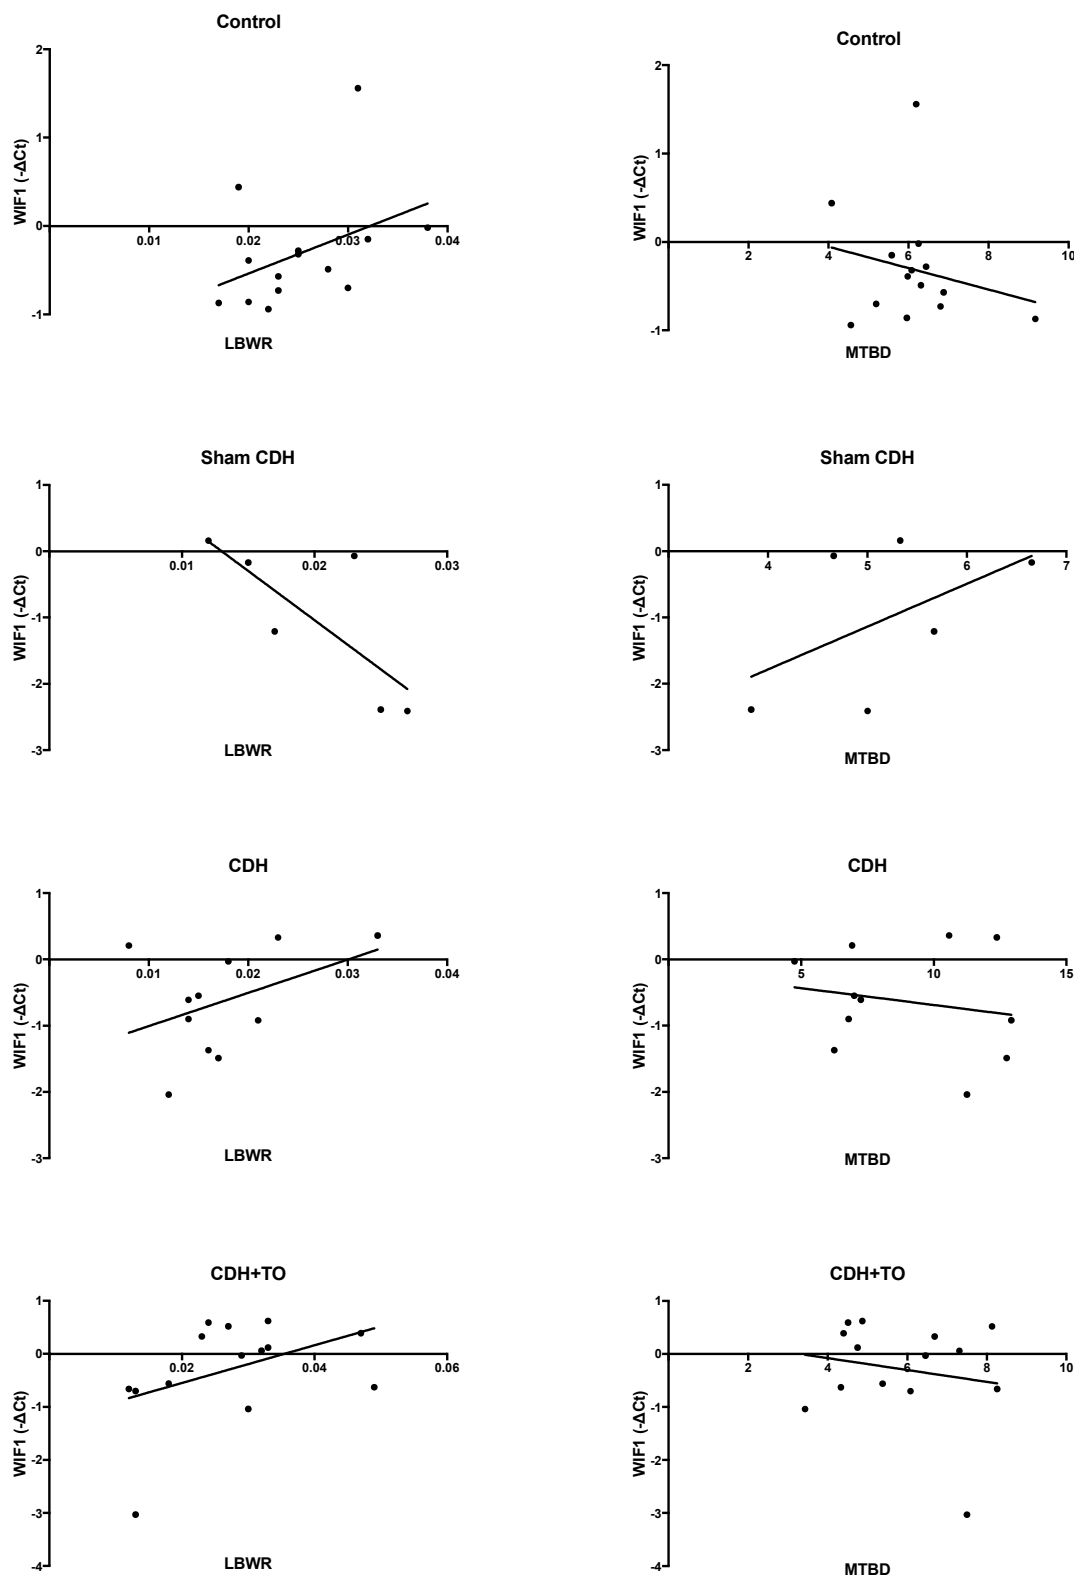 Control
2
1
0
-1
0.01
0.02
0.03
0.04
WIF1 (-ΔCt)
LBWR
Control
2
1
0
-1
2
4
6
8
10
WIF1 (-ΔCt)
MTBD
Sham CDH
1
0
-1
-2
-3
0.01
0.02
0.03
WIF1 (-ΔCt)
LBWR
Sham CDH
1
0
-1
-2
-3
4
5
6
7
WIF1 (-ΔCt)
MTBD
CDH
1
0
-1
-2
-3
0.01
0.02
0.03
0.04
WIF1 (-ΔCt)
LBWR
CDH
1
0
-1
-2
-3
5
10
15
WIF1 (-ΔCt)
MTBD
CDH+TO
1
0
-1
-2
-3
-4
0.02
0.04
0.06
WIF1 (-ΔCt)
LBWR
CDH+TO
1
0
-1
-2
-3
-4
2
4
6
8
10
WIF1 (-ΔCt)
MTBD